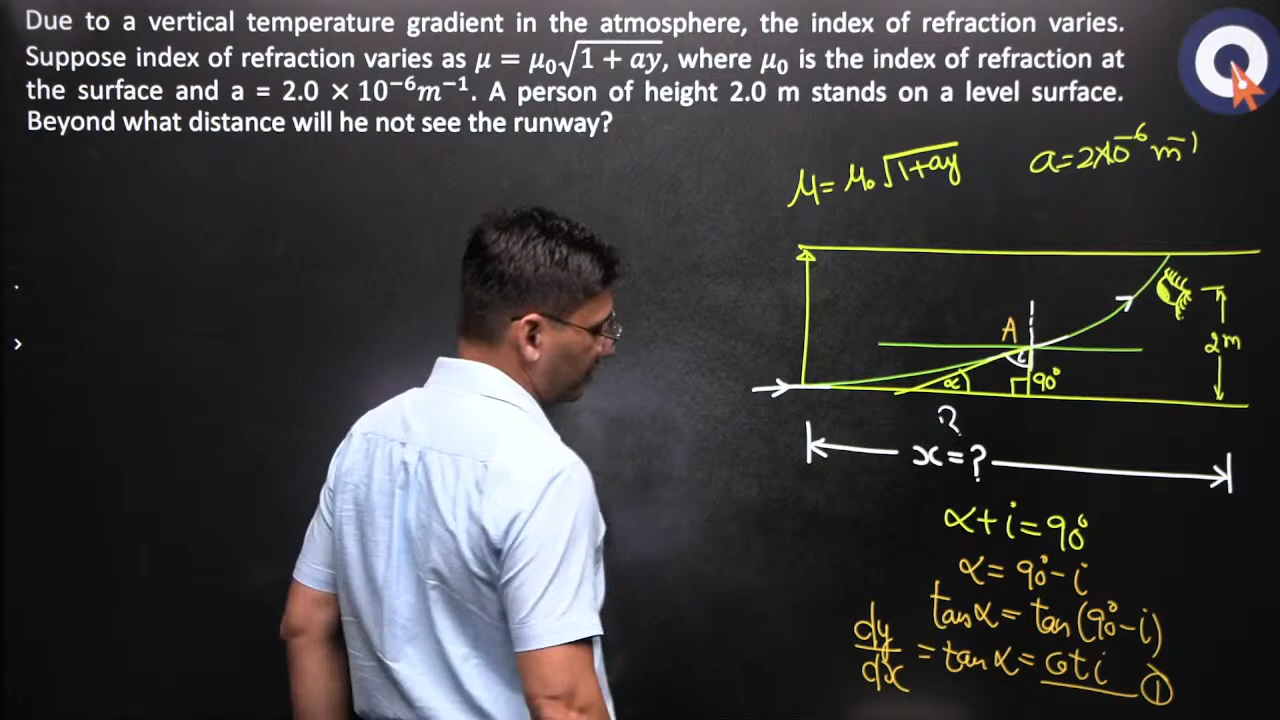 Due to a vertical temperature gradient in the atmosphere, the index of refraction varies.
Suppose index of refraction varies as μ = μ₀√(1 + ay), where μ₀ is the index of refraction at
the surface and a = 2.0 × 10⁻⁶m⁻¹. A person of height 2.0 m stands on a level surface.
Beyond what distance will he not see the runway?
μ = μ₀ √(1+ay)
a = 2×10⁻⁶ m⁻¹
A
i
2m
α
90°
?
x = ?
α + i = 90°
α = 90° - i
tan α = tan (90° - i)
dy/dx = tan α = cot i ①